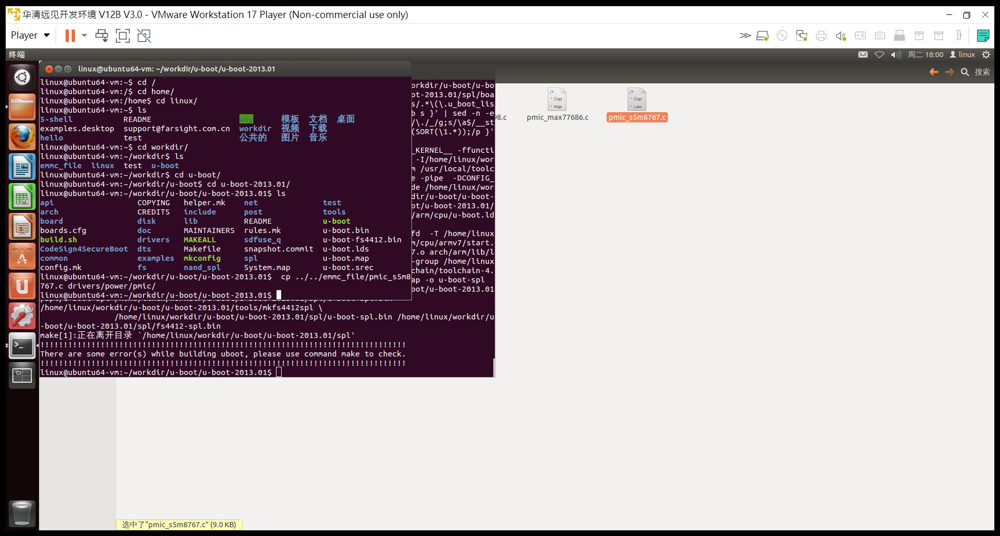 华清远见开发环境 V12B V3.0 - VMware Workstation 17 Player (Non-commercial use only)
Player
终端
周二 18:00 linux
linux@ubuntu64-vm: ~/workdir/u-boot/u-boot-2013.01
搜索
linux@ubuntu64-vm:~$ cd /
linux@ubuntu64-vm:/$ cd home/
linux@ubuntu64-vm:/home$ cd linux/
linux@ubuntu64-vm:~$ ls
5-shell README why 模板 文档 桌面
examples.desktop support@farsight.com.cn workdir 视频 下载
hello test 公共的 图片 音乐
linux@ubuntu64-vm:~$ cd workdir/
linux@ubuntu64-vm:~/workdir$ ls
emmc_file linux test u-boot
linux@ubuntu64-vm:~/workdir$ cd u-boot/
linux@ubuntu64-vm:~/workdir/u-boot$ cd u-boot-2013.01/
linux@ubuntu64-vm:~/workdir/u-boot/u-boot-2013.01$ ls
api COPYING helper.mk net test
arch CREDITS include post tools
board disk lib README u-boot
boards.cfg doc MAINTAINERS rules.mk u-boot.bin
build.sh drivers MAKEALL sdfuse_q u-boot-fs4412.bin
CodeSign4SecureBoot dts Makefile snapshot.commit u-boot.lds
common examples mkconfig spl u-boot.map
config.mk fs nand_spl System.map u-boot.srec
linux@ubuntu64-vm:~/workdir/u-boot/u-boot-2013.01$  cp ../../emmc_file/pmic_s5m8
767.c drivers/power/pmic/
linux@ubuntu64-vm:~/workdir/u-boot/u-boot-2013.01$
orkdir/u-boot/u-bo
ot-2013.01/spl/boa
s/.*\(\.u_boot_lis
b s }' | sed -n -e
/\./_/g;s/\a$/__st
(SORT(\1.*));/p }'
_KERNEL__ -ffuncti
-I/home/linux/wor
m /usr/local/toolc
e -pipe  -DCONFIG_
de /home/linux/wor
dir/u-boot/u-boot-
ot/u-boot-2013.01/
/arm/cpu/u-boot.ld
fd  -T /home/linux
m/cpu/armv7/start.
7.o arch/arm/lib/l
-group /home/linux
chain/toolchain-4.
ap -o u-boot-spl
oot/u-boot-2013.01
/home/linux/workdir/u-boot/u-boot-2013.01/tools/mkfs4412spl \
/home/linux/workdir/u-boot/u-boot-2013.01/spl/u-boot-spl.bin /home/linux/workdir/u
-boot/u-boot-2013.01/spl/fs4412-spl.bin
make[1]:正在离开目录 `/home/linux/workdir/u-boot/u-boot-2013.01/spl'
!!!!!!!!!!!!!!!!!!!!!!!!!!!!!!!!!!!!!!!!!!!!!!!!!!!!!!!!!!!!!!!!!!!!!!!!!!!!!!!
There are some error(s) while building uboot, please use command make to check.
!!!!!!!!!!!!!!!!!!!!!!!!!!!!!!!!!!!!!!!!!!!!!!!!!!!!!!!!!!!!!!!!!!!!!!!!!!!!!!!
linux@ubuntu64-vm:~/workdir/u-boot/u-boot-2013.01$
/*
* Cop
* Raje
/*
* Cop
* Luka
98.c pmic_max77686.c pmic_s5m8767.c
选中了“pmic_s5m8767.c” (9.0 KB)